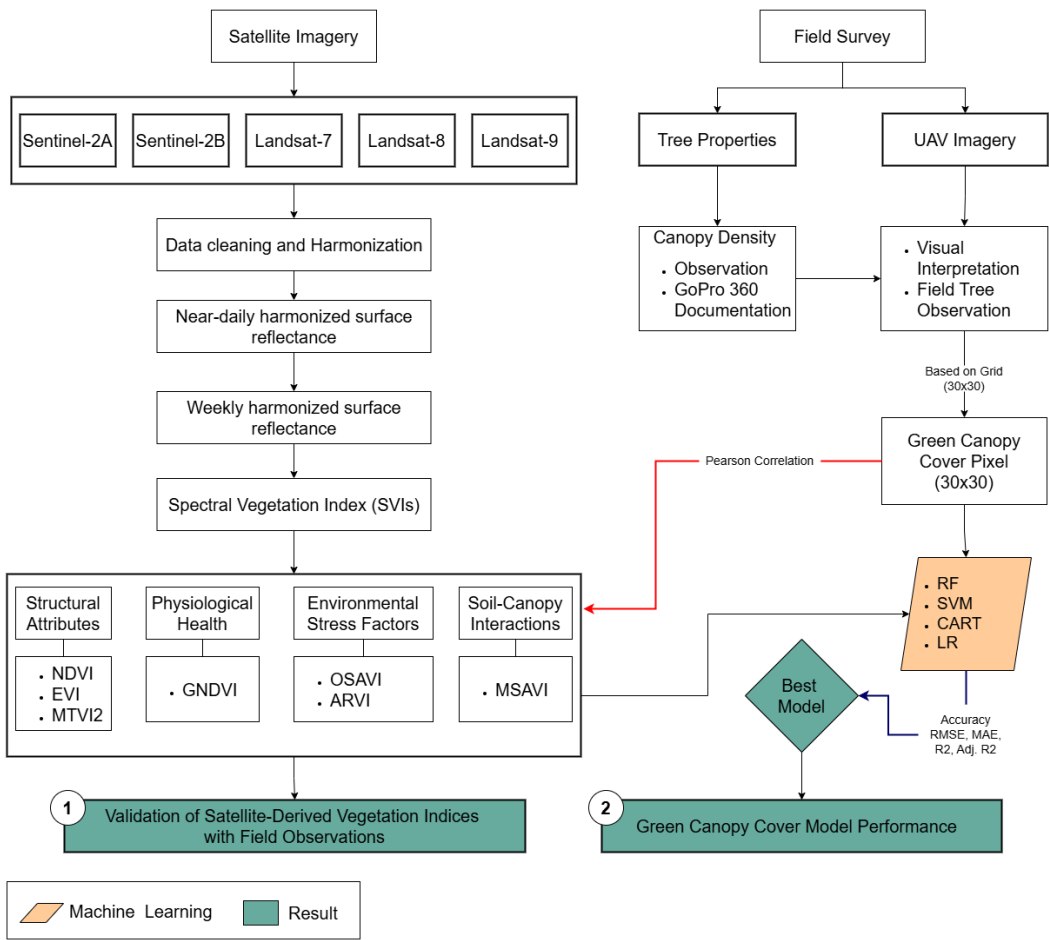 Satellite Imagery
Sentinel-2A
Sentinel-2B
Landsat-7
Landsat-8
Landsat-9
Data cleaning and Harmonization
Near-daily harmonized surface
reflectance
Weekly harmonized surface
reflectance
Spectral Vegetation Index (SVIs)
Structural
Attributes
NDVI
EVI
MTVI2
Physiological
Health
GNDVI
Environmental
Stress Factors
OSAVI
ARVI
Soil-Canopy
Interactions
MSAVI
1
Validation of Satellite-Derived Vegetation Indices
with Field Observations
Field Survey
Tree Properties
UAV Imagery
Canopy Density
Observation
GoPro 360
Documentation
Visual
Interpretation
Field Tree
Observation
Based on Grid
(30x30)
Green Canopy
Cover Pixel
(30x30)
Pearson Correlation
RF
SVM
CART
LR
Accuracy
RMSE, MAE,
R2, Adj. R2
Best
Model
2
Green Canopy Cover Model Performance
Machine Learning
Result